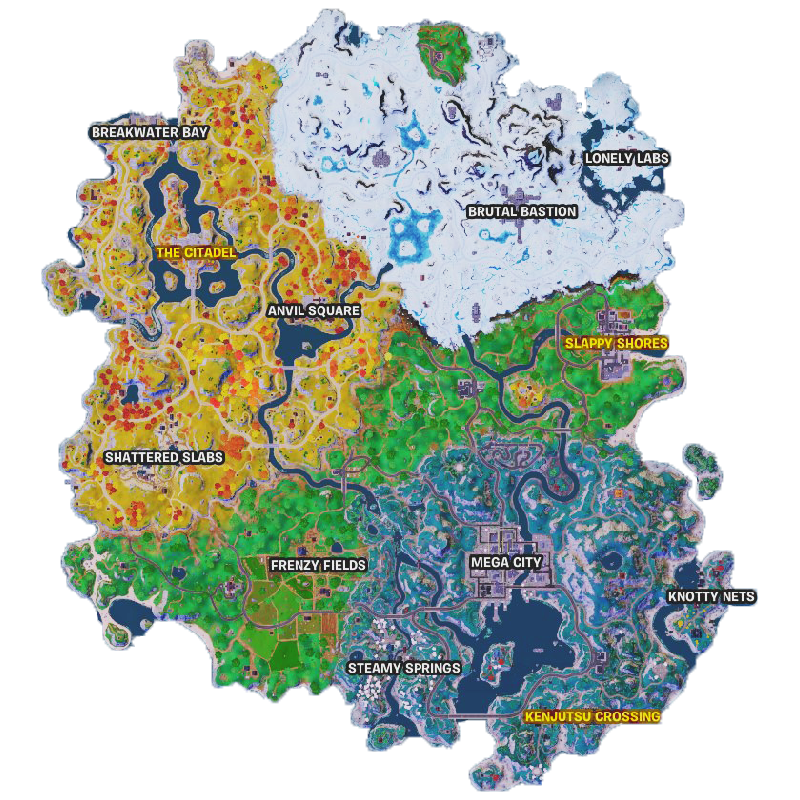 BREAKWATER BAY
LONELY LABS
BRUTAL BASTION
THE CITADEL
ANVIL SQUARE
SLAPPY SHORES
SHATTERED SLABS
FRENZY FIELDS
MEGA CITY
KNOTTY NETS
STEAMY SPRINGS
KENJUTSU CROSSING